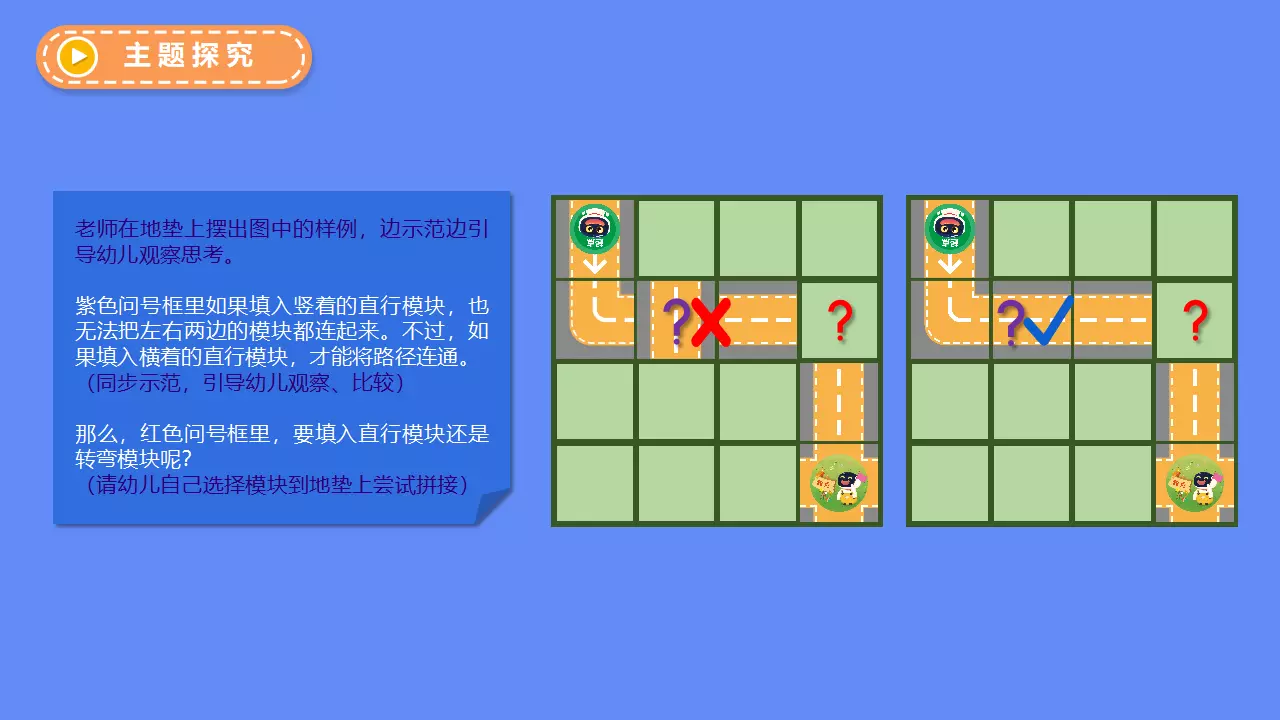 主题探究
老师在地垫上摆出图中的样例，边示范边引
导幼儿观察思考。
紫色问号框里如果填入竖着的直行模块，也
无法把左右两边的模块都连起来。不过，如
果填入横着的直行模块，才能将路径连通。
（同步示范，引导幼儿观察、比较）
那么，红色问号框里，要填入直行模块还是
转弯模块呢？
（请幼儿自己选择模块到地垫上尝试拼接）
起点
?
?
起点
?
?